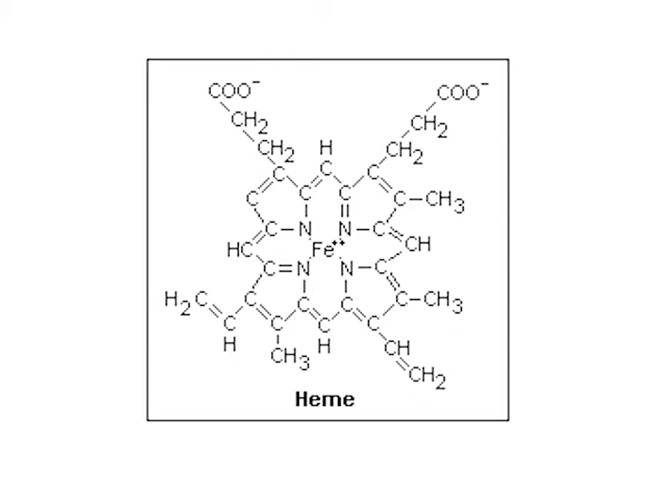 COO⁻ COO⁻
CH₂ CH₂
CH₂ H CH₂
C C C
C C C C CH₃
C N N C
HC Fe⁺⁺ CH
C N N C
H₂C C C CH₃
C C C C C
H CH₃ H CH
CH₂
Heme